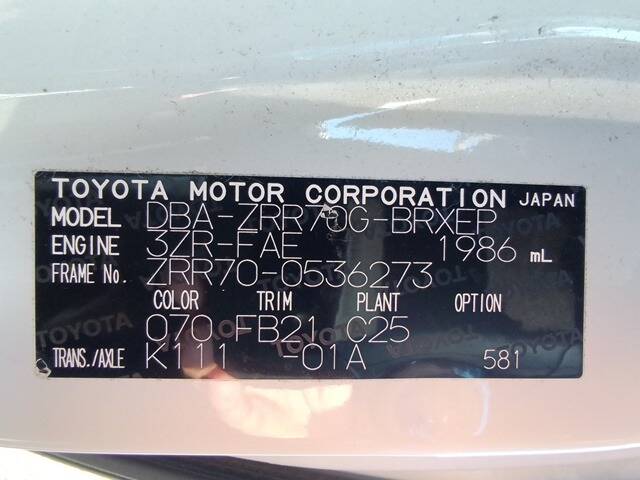 TOYOTA MOTOR CORPORATION JAPAN
MODEL DBA-ZRR70G-BRXEP
ENGINE 3ZR-FAE 1986 mL
FRAME No. ZRR70-0536273
COLOR TRIM PLANT OPTION
070 FB21 C25
TRANS./AXLE K111 -01A 581